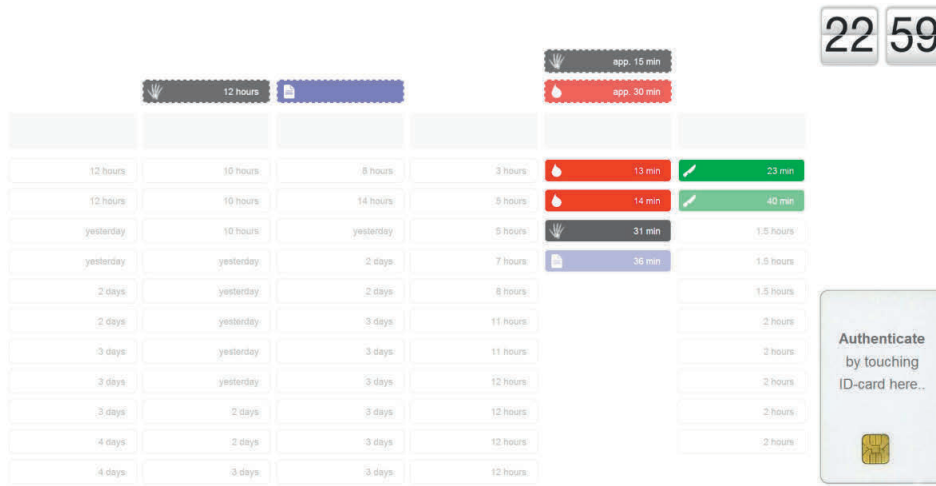 22 59
app. 15 min
12 hours app. 30 min
12 hours 10 hours 8 hours 3 hours 13 min 23 min
12 hours 10 hours 14 hours 5 hours 14 min 40 min
yesterday 10 hours yesterday 5 hours 31 min 1.5 hours
yesterday yesterday 2 days 7 hours 36 min 1.5 hours
2 days yesterday 2 days 8 hours 1.5 hours
2 days yesterday 3 days 11 hours 2 hours
3 days yesterday 3 days 11 hours 2 hours
3 days yesterday 3 days 12 hours 2 hours
3 days 2 days 3 days 12 hours 2 hours
4 days 2 days 3 days 12 hours 2 hours
4 days 3 days 3 days 12 hours
Authenticate
by touching
ID-card here..